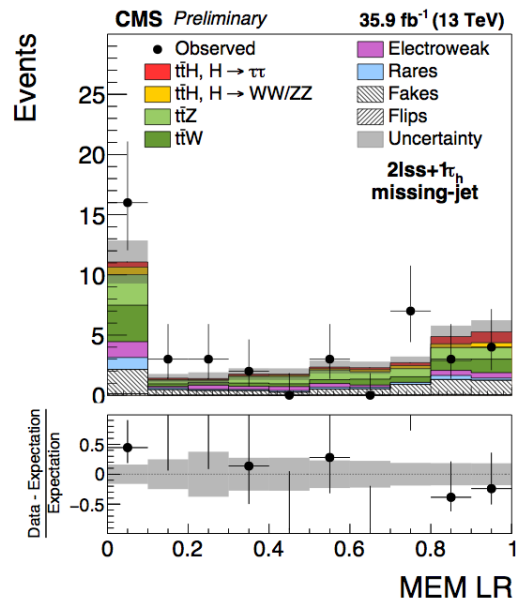 CMS Preliminary 35.9 fb⁻¹ (13 TeV)
Events
Observed
tt̄H, H → ττ
tt̄H, H → WW/ZZ
tt̄Z
tt̄W
Electroweak
Rares
Fakes
Flips
Uncertainty
2lss+1τh
missing-jet
25
20
15
10
5
0
Data - Expectation
Expectation
0.5
0.0
−0.5
0 0.2 0.4 0.6 0.8 1
MEM LR